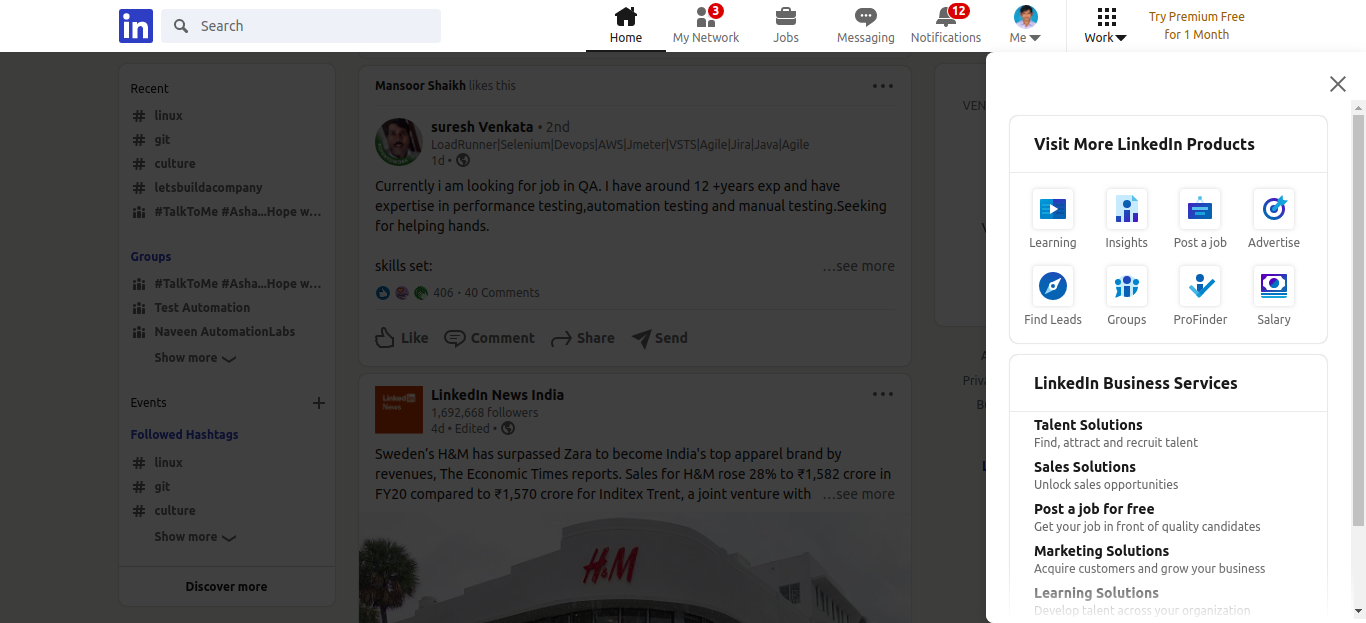 in
Search
Home
3
My Network
Jobs
Messaging
12
Notifications
Me
Work
Try Premium Free
for 1 Month
Recent
# linux
# git
# culture
# letsbuildacompany
#TalkToMe #Asha...Hope w...
Groups
#TalkToMe #Asha...Hope w...
Test Automation
Naveen AutomationLabs
Show more
Events
+
Followed Hashtags
# linux
# git
# culture
Show more
Discover more
Mansoor Shaikh likes this
suresh Venkata • 2nd
LoadRunner|Selenium|Devops|AWS|Jmeter|VSTS|Agile|Jira|Java|Agile
1d •
Currently i am looking for job in QA. I have around 12 +years exp and have
expertise in performance testing,automation testing and manual testing.Seeking
for helping hands.
skills set:
...see more
406 • 40 Comments
Like
Comment
Share
Send
LinkedIn News
LinkedIn News India
1,692,668 followers
4d • Edited •
Sweden's H&M has surpassed Zara to become India's top apparel brand by
revenues, The Economic Times reports. Sales for H&M rose 28% to ₹1,582 crore in
FY20 compared to ₹1,570 crore for Inditex Trent, a joint venture with ...see more
H&M
VEN
Priva
Visit More LinkedIn Products
Learning
Insights
Post a job
Advertise
Find Leads
Groups
ProFinder
Salary
LinkedIn Business Services
Talent Solutions
Find, attract and recruit talent
Sales Solutions
Unlock sales opportunities
Post a job for free
Get your job in front of quality candidates
Marketing Solutions
Acquire customers and grow your business
Learning Solutions
Develop talent across your organization